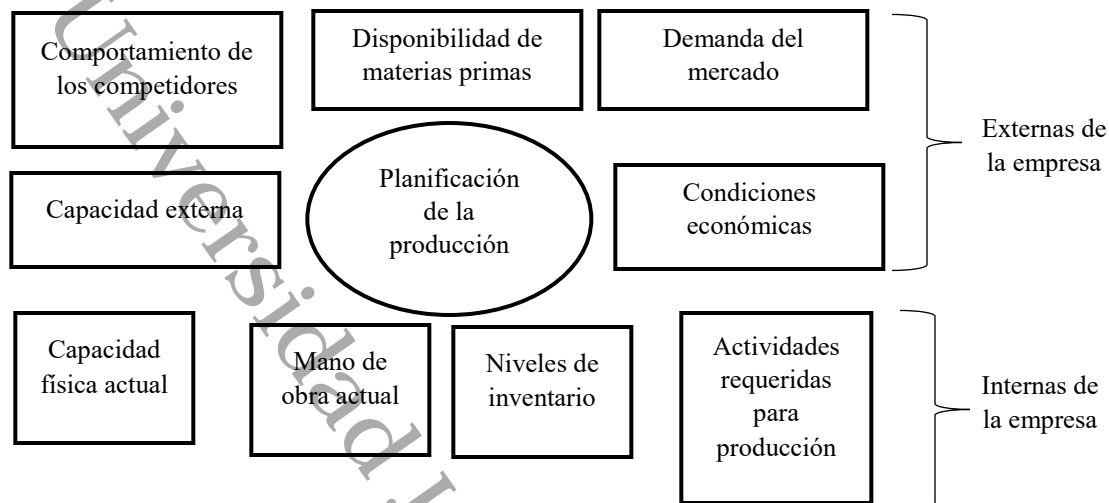 Comportamiento de
los competidores
Disponibilidad de
materias primas
Demanda del
mercado
Externas de
la empresa
Capacidad externa
Planificación
de la
producción
Condiciones
económicas
Capacidad
física actual
Mano de
obra actual
Niveles de
inventario
Actividades
requeridas
para
producción
Internas de
la empresa
Universidad